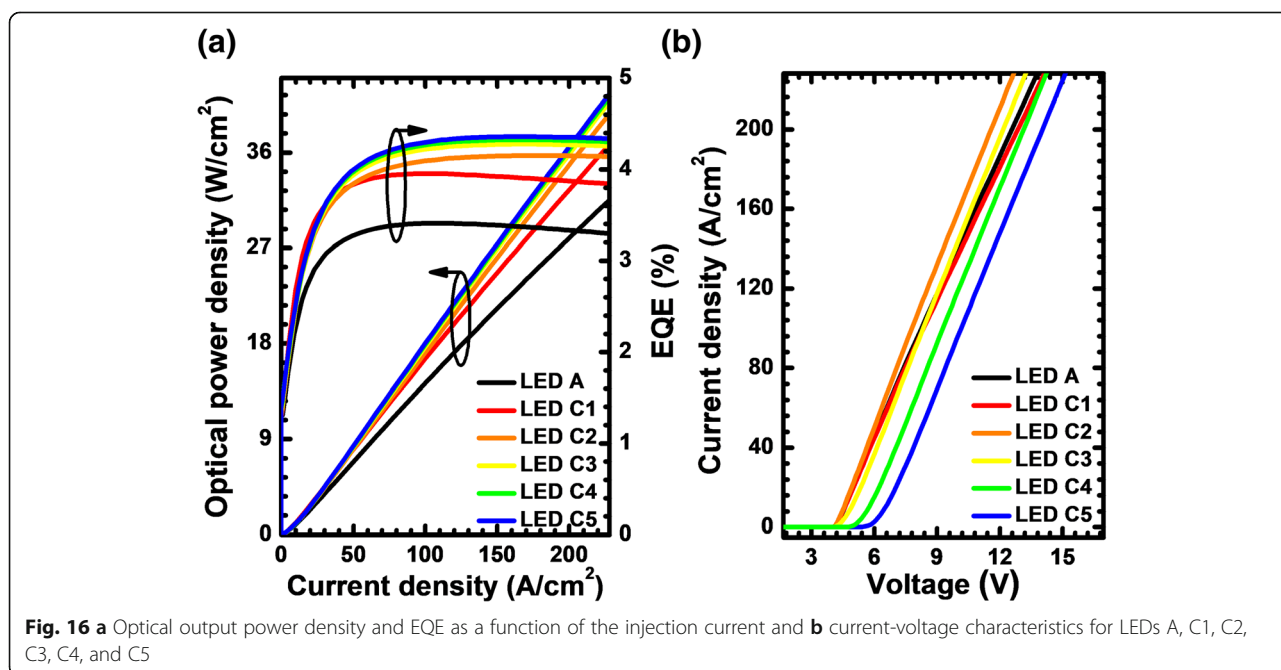 (a)
Optical power density (W/cm²)
36
27
18
9
0
5
4
3
2
1
0
EQE (%)
LED A
LED C1
LED C2
LED C3
LED C4
LED C5
0 50 100 150 200
Current density (A/cm²)
(b)
Current density (A/cm²)
200
160
120
80
40
0
LED A
LED C1
LED C2
LED C3
LED C4
LED C5
3 6 9 12 15
Voltage (V)
Fig. 16 a Optical output power density and EQE as a function of the injection current and b current-voltage characteristics for LEDs A, C1, C2,
C3, C4, and C5